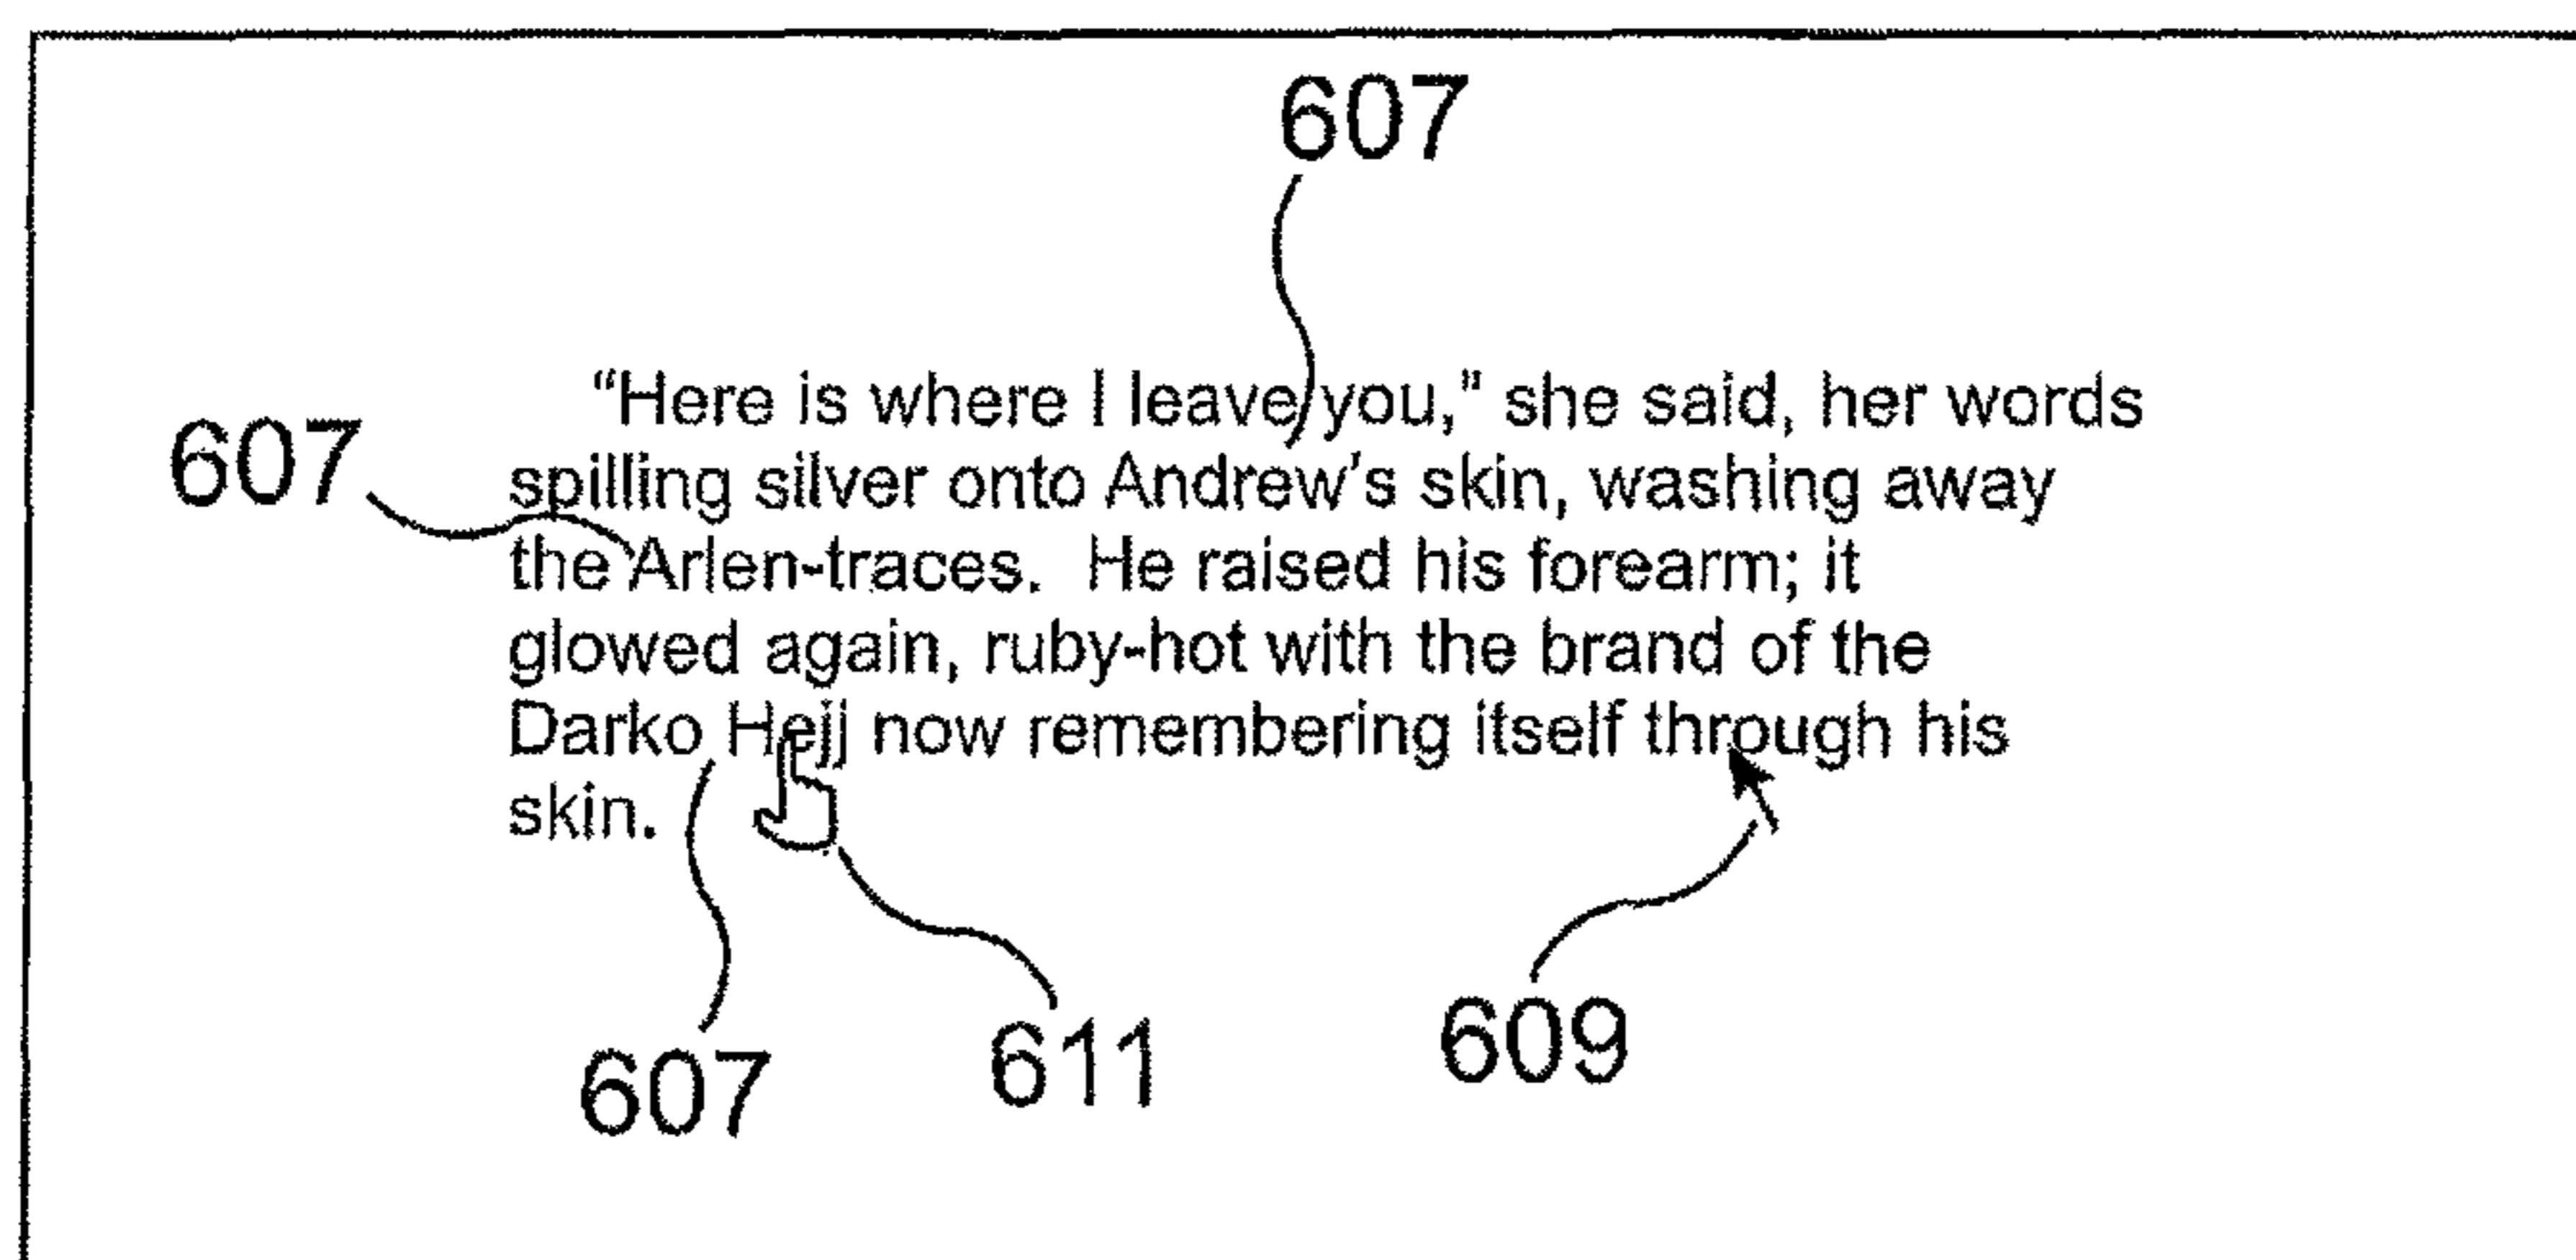 607
"Here is where I leave you," she said, her words
607
spilling silver onto Andrew's skin, washing away
the Arlen-traces.  He raised his forearm; it
glowed again, ruby-hot with the brand of the
Darko Hejj now remembering itself through his
skin.
607
611
609